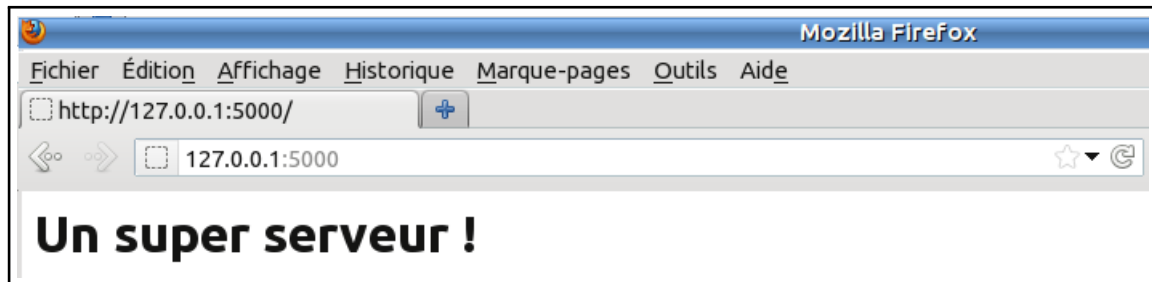 Mozilla Firefox
Fichier Édition Affichage Historique Marque-pages Outils Aide
http://127.0.0.1:5000/
127.0.0.1:5000
Un super serveur !